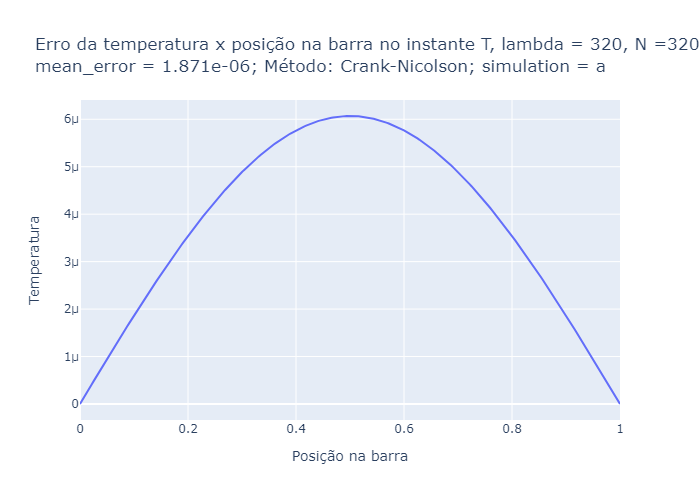 Erro da temperatura x posição na barra no instante T, lambda = 320, N =320
mean_error = 1.871e-06; Método: Crank-Nicolson; simulation = a
6μ
5μ
4μ
3μ
2μ
1μ
0
Temperatura
0
0.2
0.4
0.6
0.8
1
Posição na barra